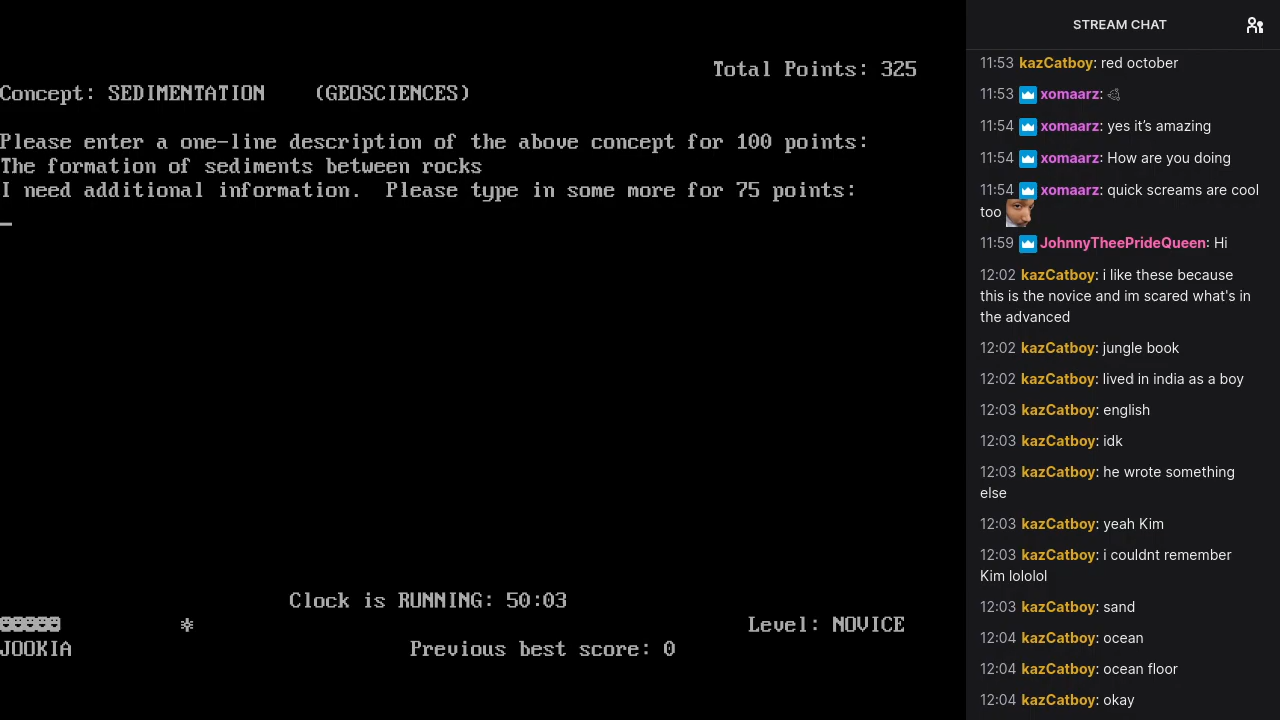 Total Points: 325
Concept: SEDIMENTATION    (GEOSCIENCES)
Please enter a one-line description of the above concept for 100 points:
The formation of sediments between rocks
I need additional information.  Please type in some more for 75 points:
Clock is RUNNING: 50:03
*
Level: NOVICE
JOOKIA
Previous best score: 0
STREAM CHAT
11:53 kazCatboy: red october
11:53 xomaarz:
11:54 xomaarz: yes it’s amazing
11:54 xomaarz: How are you doing
11:54 xomaarz: quick screams are cool
too
11:59 JohnnyTheePrideQueen: Hi
12:02 kazCatboy: i like these because
this is the novice and im scared what's in
the advanced
12:02 kazCatboy: jungle book
12:02 kazCatboy: lived in india as a boy
12:03 kazCatboy: english
12:03 kazCatboy: idk
12:03 kazCatboy: he wrote something
else
12:03 kazCatboy: yeah Kim
12:03 kazCatboy: i couldnt remember
Kim lololol
12:03 kazCatboy: sand
12:04 kazCatboy: ocean
12:04 kazCatboy: ocean floor
12:04 kazCatboy: okay